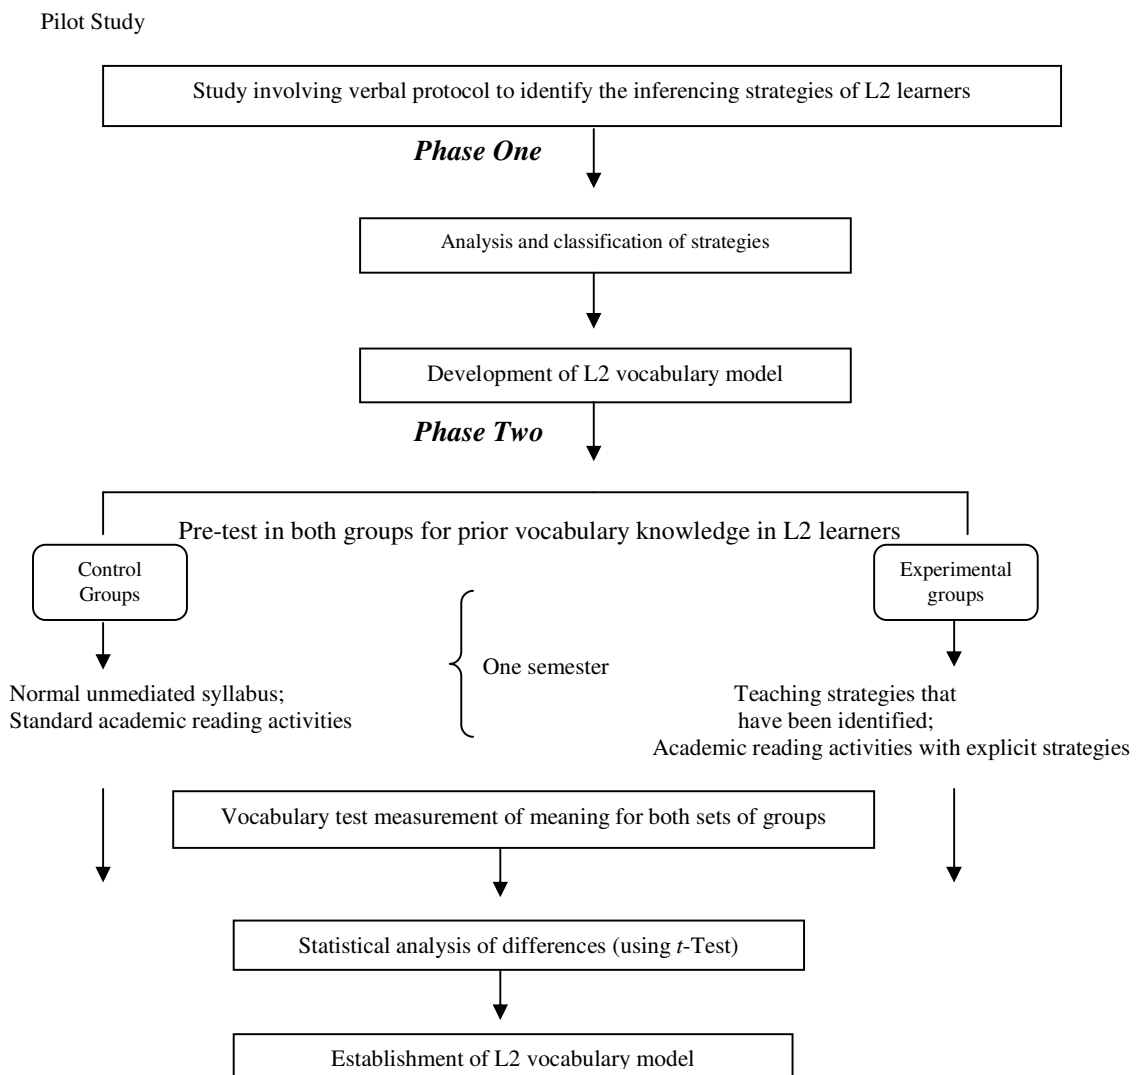 Pilot Study
Study involving verbal protocol to identify the inferencing strategies of L2 learners
Phase One
Analysis and classification of strategies
Development of L2 vocabulary model
Phase Two
Pre-test in both groups for prior vocabulary knowledge in L2 learners
Control
Groups
Experimental
groups
One semester
Normal unmediated syllabus;
Standard academic reading activities
Teaching strategies that
have been identified;
Academic reading activities with explicit strategies
Vocabulary test measurement of meaning for both sets of groups
Statistical analysis of differences (using t-Test)
Establishment of L2 vocabulary model